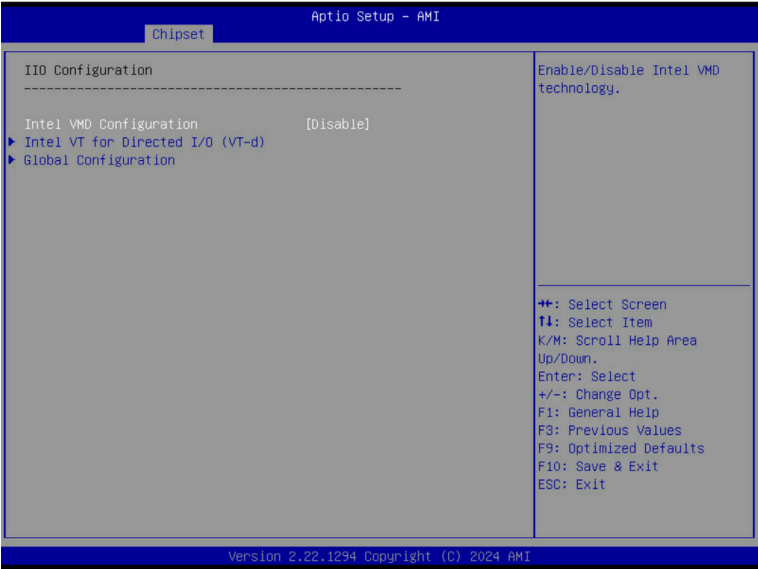 Aptio Setup – AMI
Chipset
IIO Configuration
--------------------------------------------------
Intel VMD Configuration [Disable]
Intel VT for Directed I/O (VT-d)
Global Configuration
Enable/Disable Intel VMD
technology.
→←: Select Screen
↑↓: Select Item
K/M: Scroll Help Area
Up/Down.
Enter: Select
+/-: Change Opt.
F1: General Help
F3: Previous Values
F9: Optimized Defaults
F10: Save & Exit
ESC: Exit
Version 2.22.1294 Copyright (C) 2024 AMI